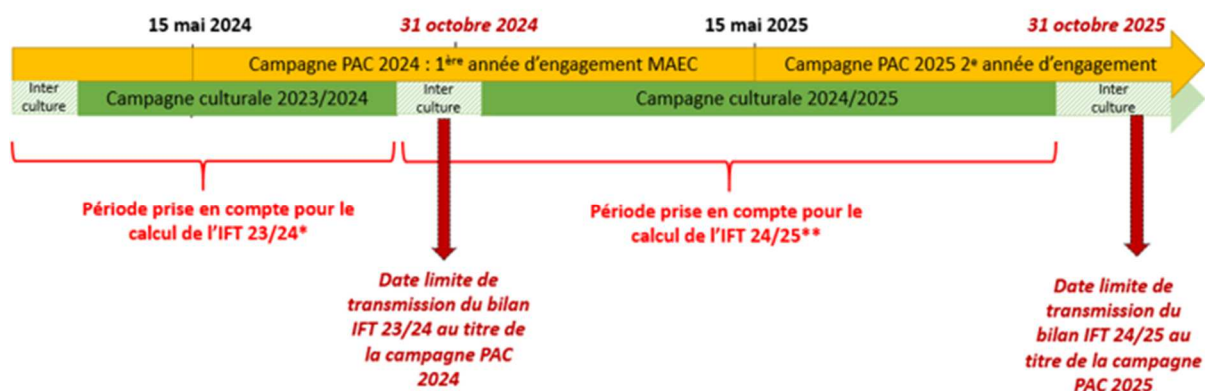 15 mai 2024
31 octobre 2024
15 mai 2025
31 octobre 2025
Campagne PAC 2024 : 1ère année d'engagement MAEC
Campagne PAC 2025 2e année d'engagement
Inter
culture
Campagne culturale 2023/2024
Inter
culture
Campagne culturale 2024/2025
Inter
culture
Période prise en compte pour le
calcul de l'IFT 23/24*
Période prise en compte pour le
calcul de l'IFT 24/25**
Date limite de
transmission du bilan
IFT 23/24 au titre de
la campagne PAC
2024
Date limite de
transmission du
bilan IFT 24/25 au
titre de la campagne
PAC 2025